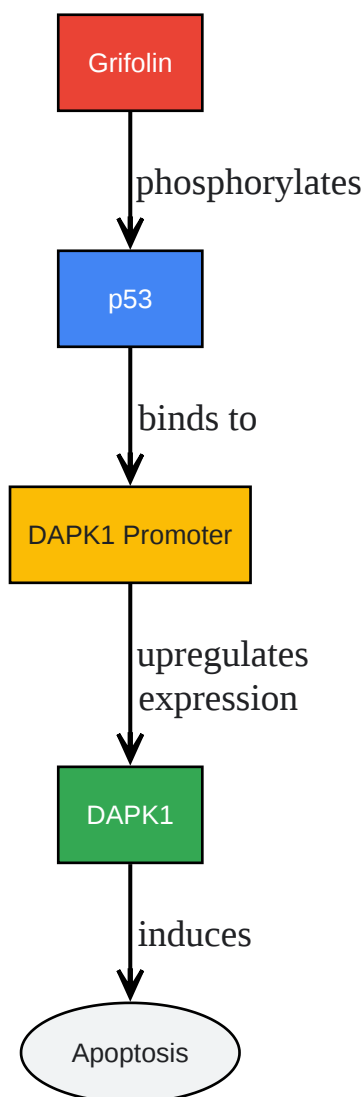 Grifolin
phosphorylates
p53
binds to
DAPK1 Promoter
upregulates
expression
DAPK1
induces
Apoptosis